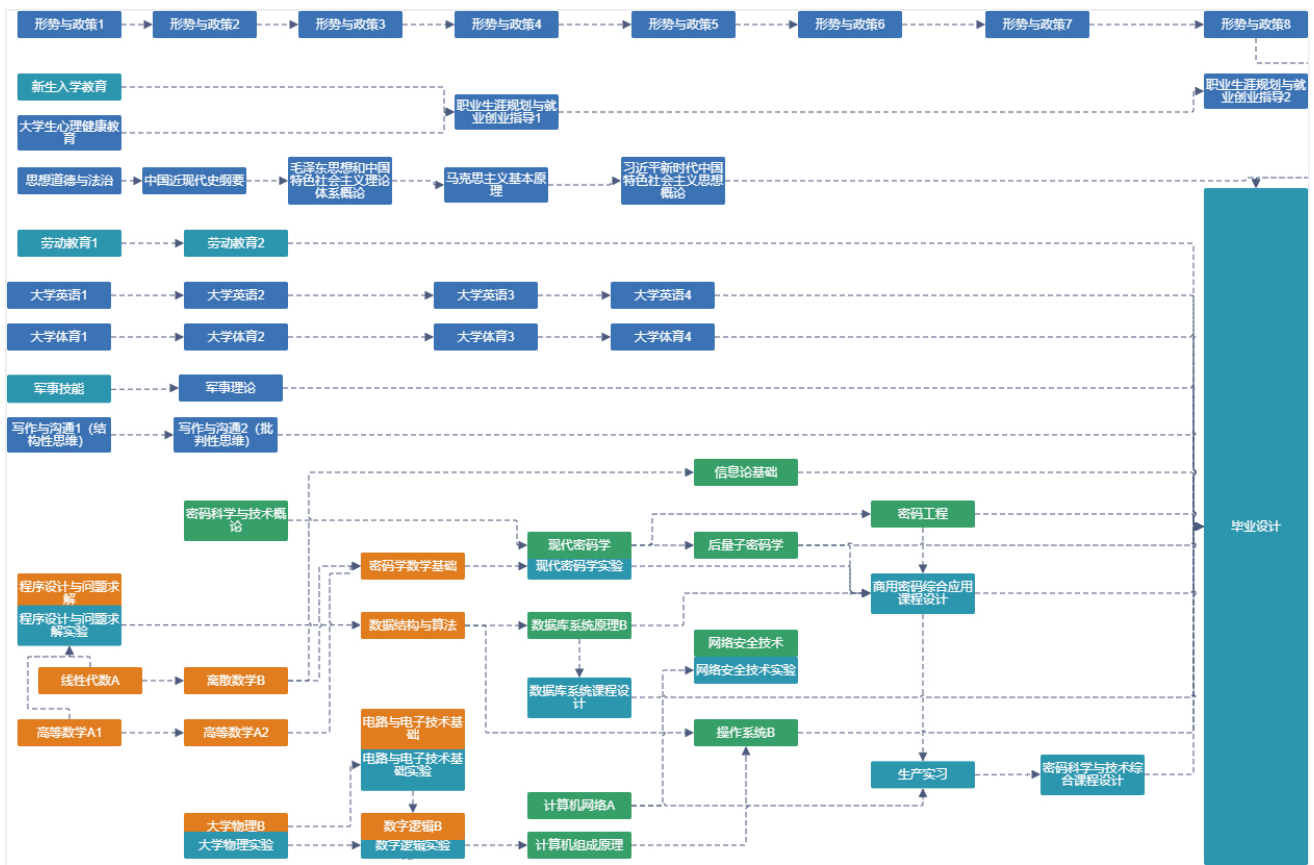 形势与政策1
形势与政策2
形势与政策3
形势与政策4
形势与政策5
形势与政策6
形势与政策7
形势与政策8
新生入学教育
大学生心理健康教
育
职业生涯规划与就
业创业指导1
职业生涯规划与就
业创业指导2
思想道德与法治
中国近现代史纲要
毛泽东思想和中国
特色社会主义理论
体系概论
马克思主义基本原
理
习近平新时代中国
特色社会主义思想
概论
劳动教育1
劳动教育2
大学英语1
大学英语2
大学英语3
大学英语4
大学体育1
大学体育2
大学体育3
大学体育4
军事技能
军事理论
写作与沟通1（结
构性思维）
写作与沟通2（批
判性思维）
信息论基础
密码科学与技术概
论
密码工程
现代密码学
现代密码学实验
后量子密码学
密码学数学基础
商用密码综合应用
课程设计
毕业设计
程序设计与问题求
解
程序设计与问题求
解实验
数据结构与算法
数据库系统原理B
网络安全技术
网络安全技术实验
线性代数A
离散数学B
数据库系统课程设
计
高等数学A1
高等数学A2
电路与电子技术基
础
电路与电子技术基
础实验
操作系统B
生产实习
密码科学与技术综
合课程设计
计算机网络A
大学物理B
大学物理实验
数字逻辑B
数字逻辑实验
计算机组成原理